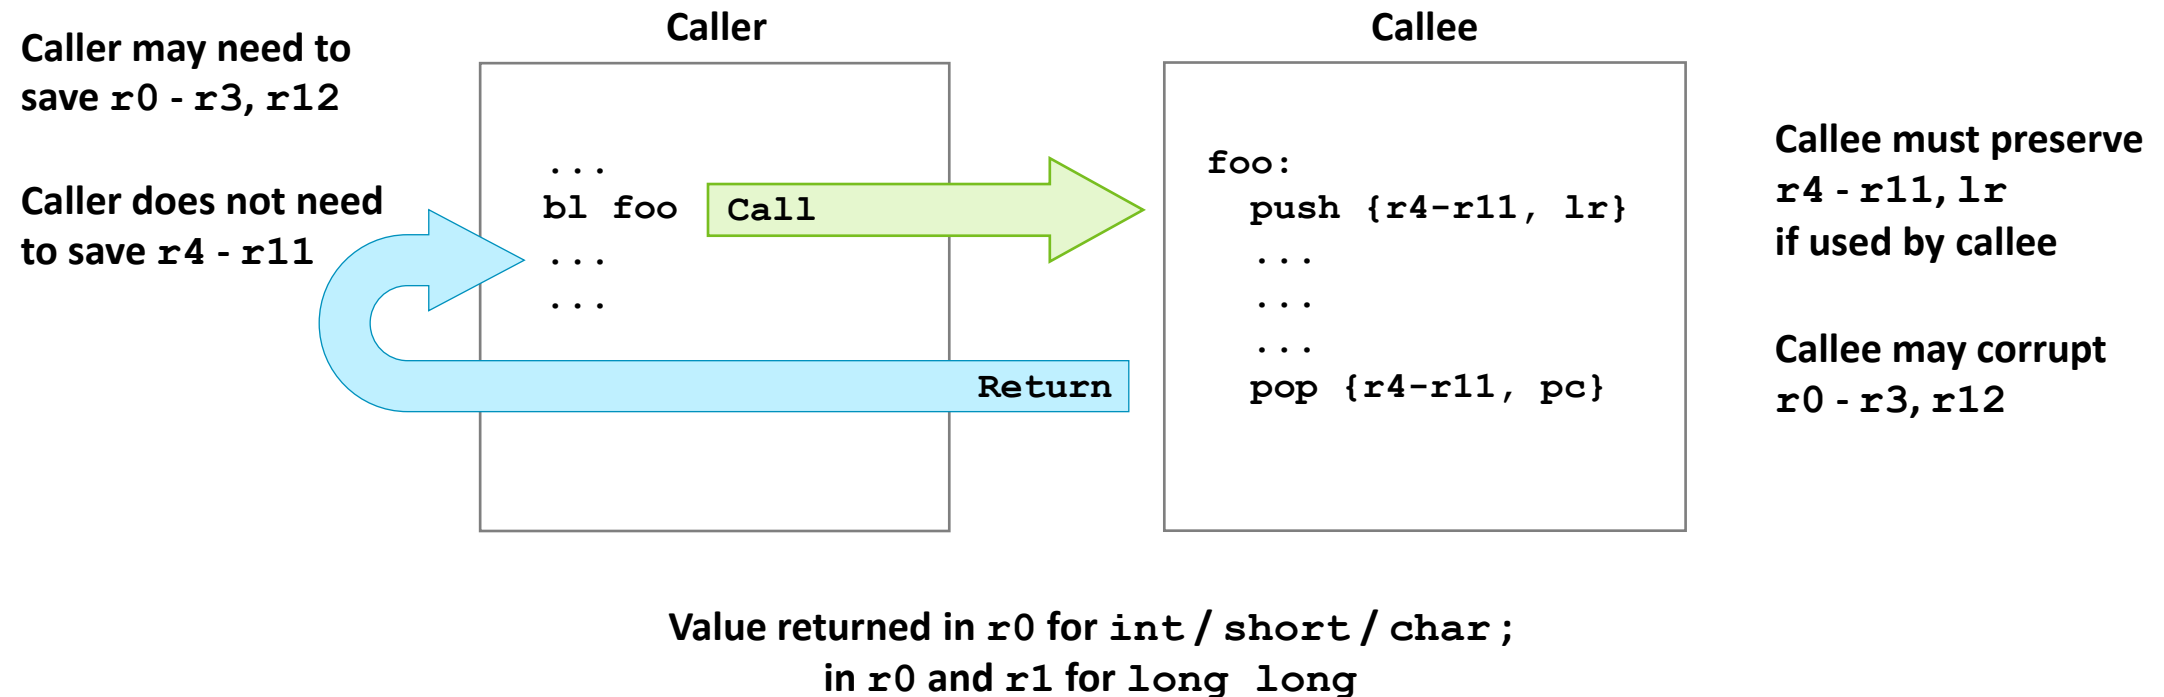 Caller
Callee
Caller may need to
save r0 - r3, r12
Caller does not need
to save r4 - r11
...
bl foo
...
...
Call
Return
foo:
push {r4-r11, lr}
...
...
...
pop {r4-r11, pc}
Callee must preserve
r4 - r11, lr
if used by callee
Callee may corrupt
r0 - r3, r12
Value returned in r0 for int / short / char ;
in r0 and r1 for long long